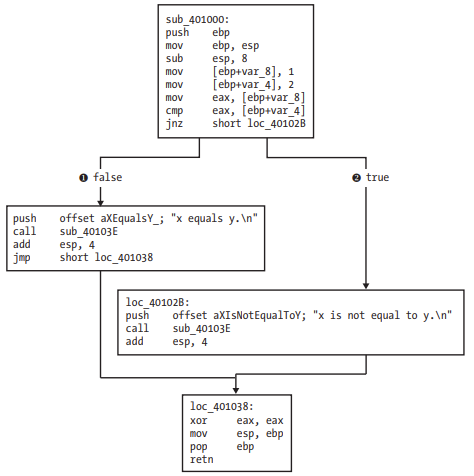 sub_401000:
push ebp
mov ebp, esp
sub esp, 8
mov [ebp+var_8], 1
mov [ebp+var_4], 2
mov eax, [ebp+var_8]
cmp eax, [ebp+var_4]
jnz short loc_40102B
❶ false
❷ true
push offset aXEqualsY_; "x equals y.\n"
call sub_40103E
add esp, 4
jmp short loc_401038
loc_40102B:
push offset aXIsNotEqualToY; "x is not equal to y.\n"
call sub_40103E
add esp, 4
loc_401038:
xor eax, eax
mov esp, ebp
pop ebp
retn